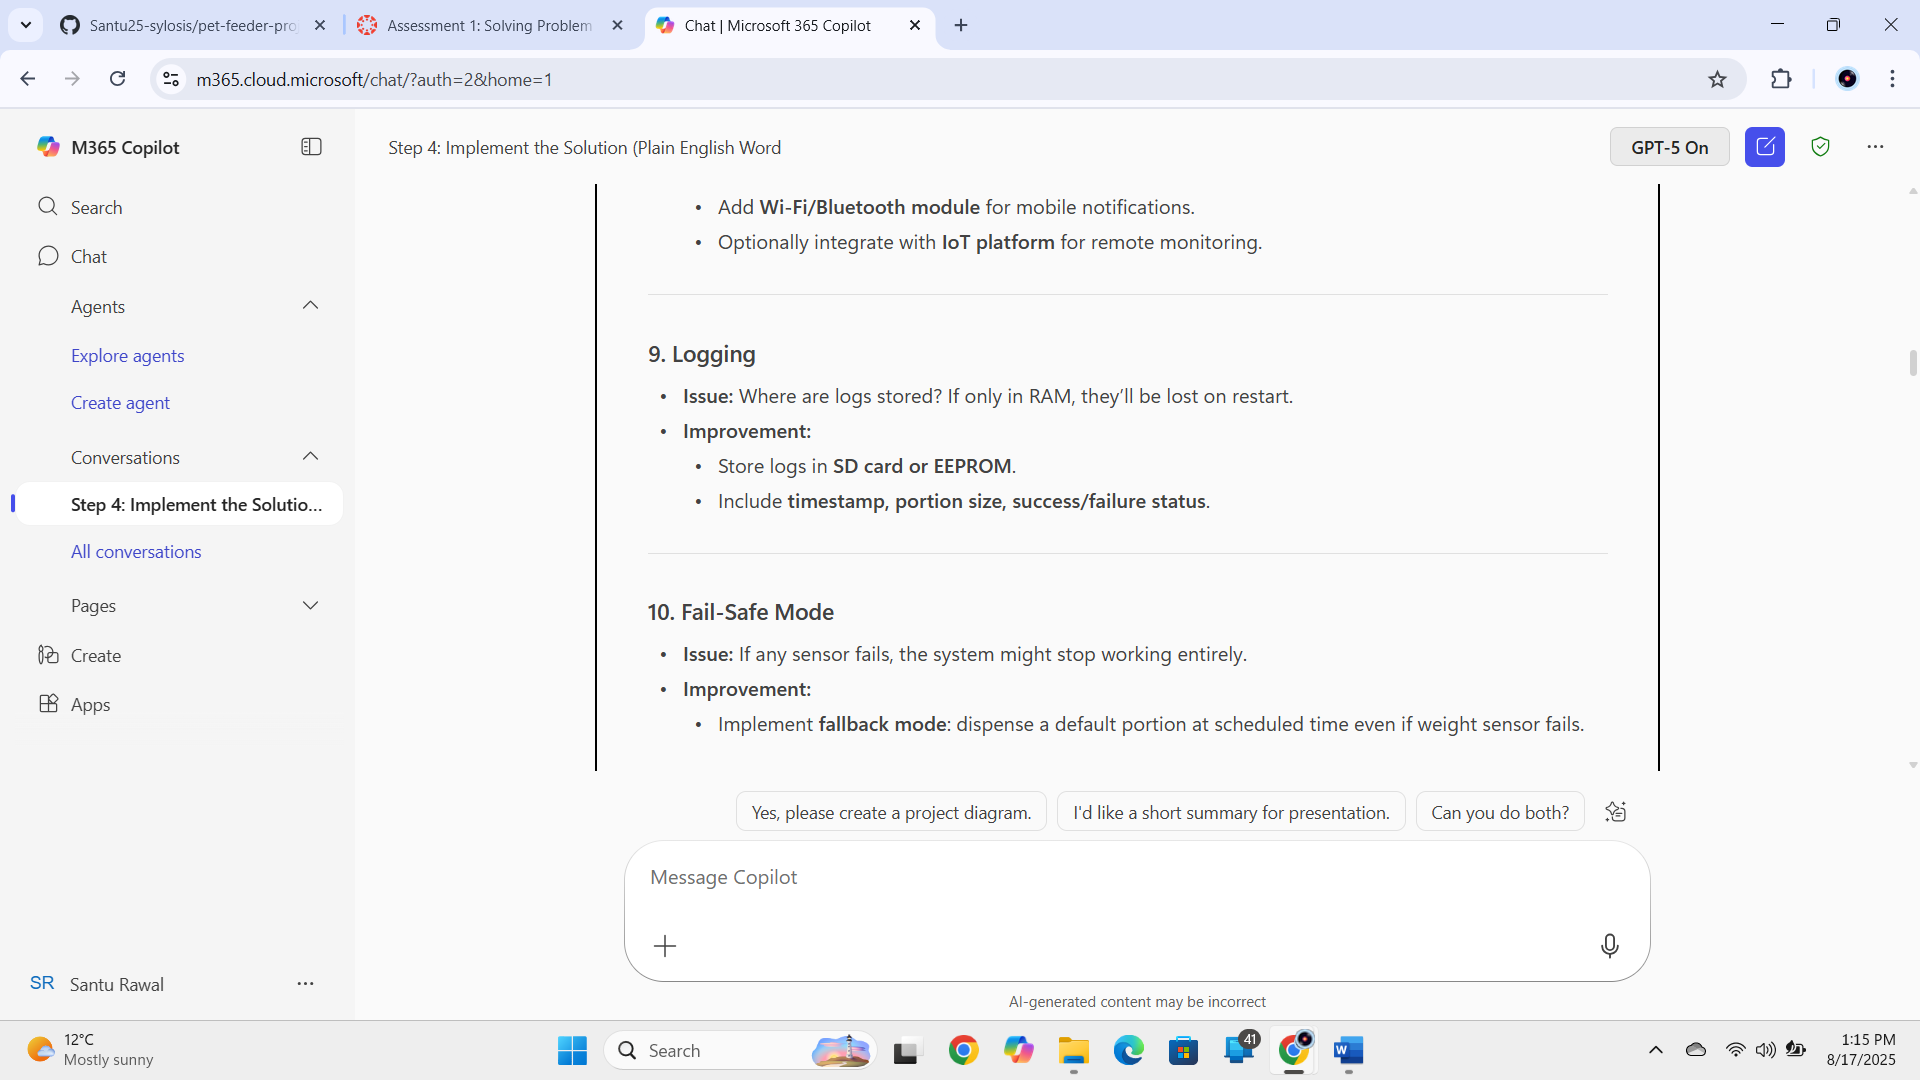 Santu25-sylosis/pet-feeder-pro
Assessment 1: Solving Problem
Chat | Microsoft 365 Copilot
m365.cloud.microsoft/chat/?auth=2&home=1
M365 Copilot
Step 4: Implement the Solution (Plain English Word
GPT-5 On
Search
Chat
Agents
Explore agents
Create agent
Conversations
Step 4: Implement the Solutio...
All conversations
Pages
Create
Apps
SR Santu Rawal
• Add Wi-Fi/Bluetooth module for mobile notifications.
• Optionally integrate with IoT platform for remote monitoring.
9. Logging
• Issue: Where are logs stored? If only in RAM, they’ll be lost on restart.
• Improvement:
• Store logs in SD card or EEPROM.
• Include timestamp, portion size, success/failure status.
10. Fail-Safe Mode
• Issue: If any sensor fails, the system might stop working entirely.
• Improvement:
• Implement fallback mode: dispense a default portion at scheduled time even if weight sensor fails.
Yes, please create a project diagram.
I'd like a short summary for presentation.
Can you do both?
Message Copilot
AI-generated content may be incorrect
12°C
Mostly sunny
Search
41
1:15 PM
8/17/2025